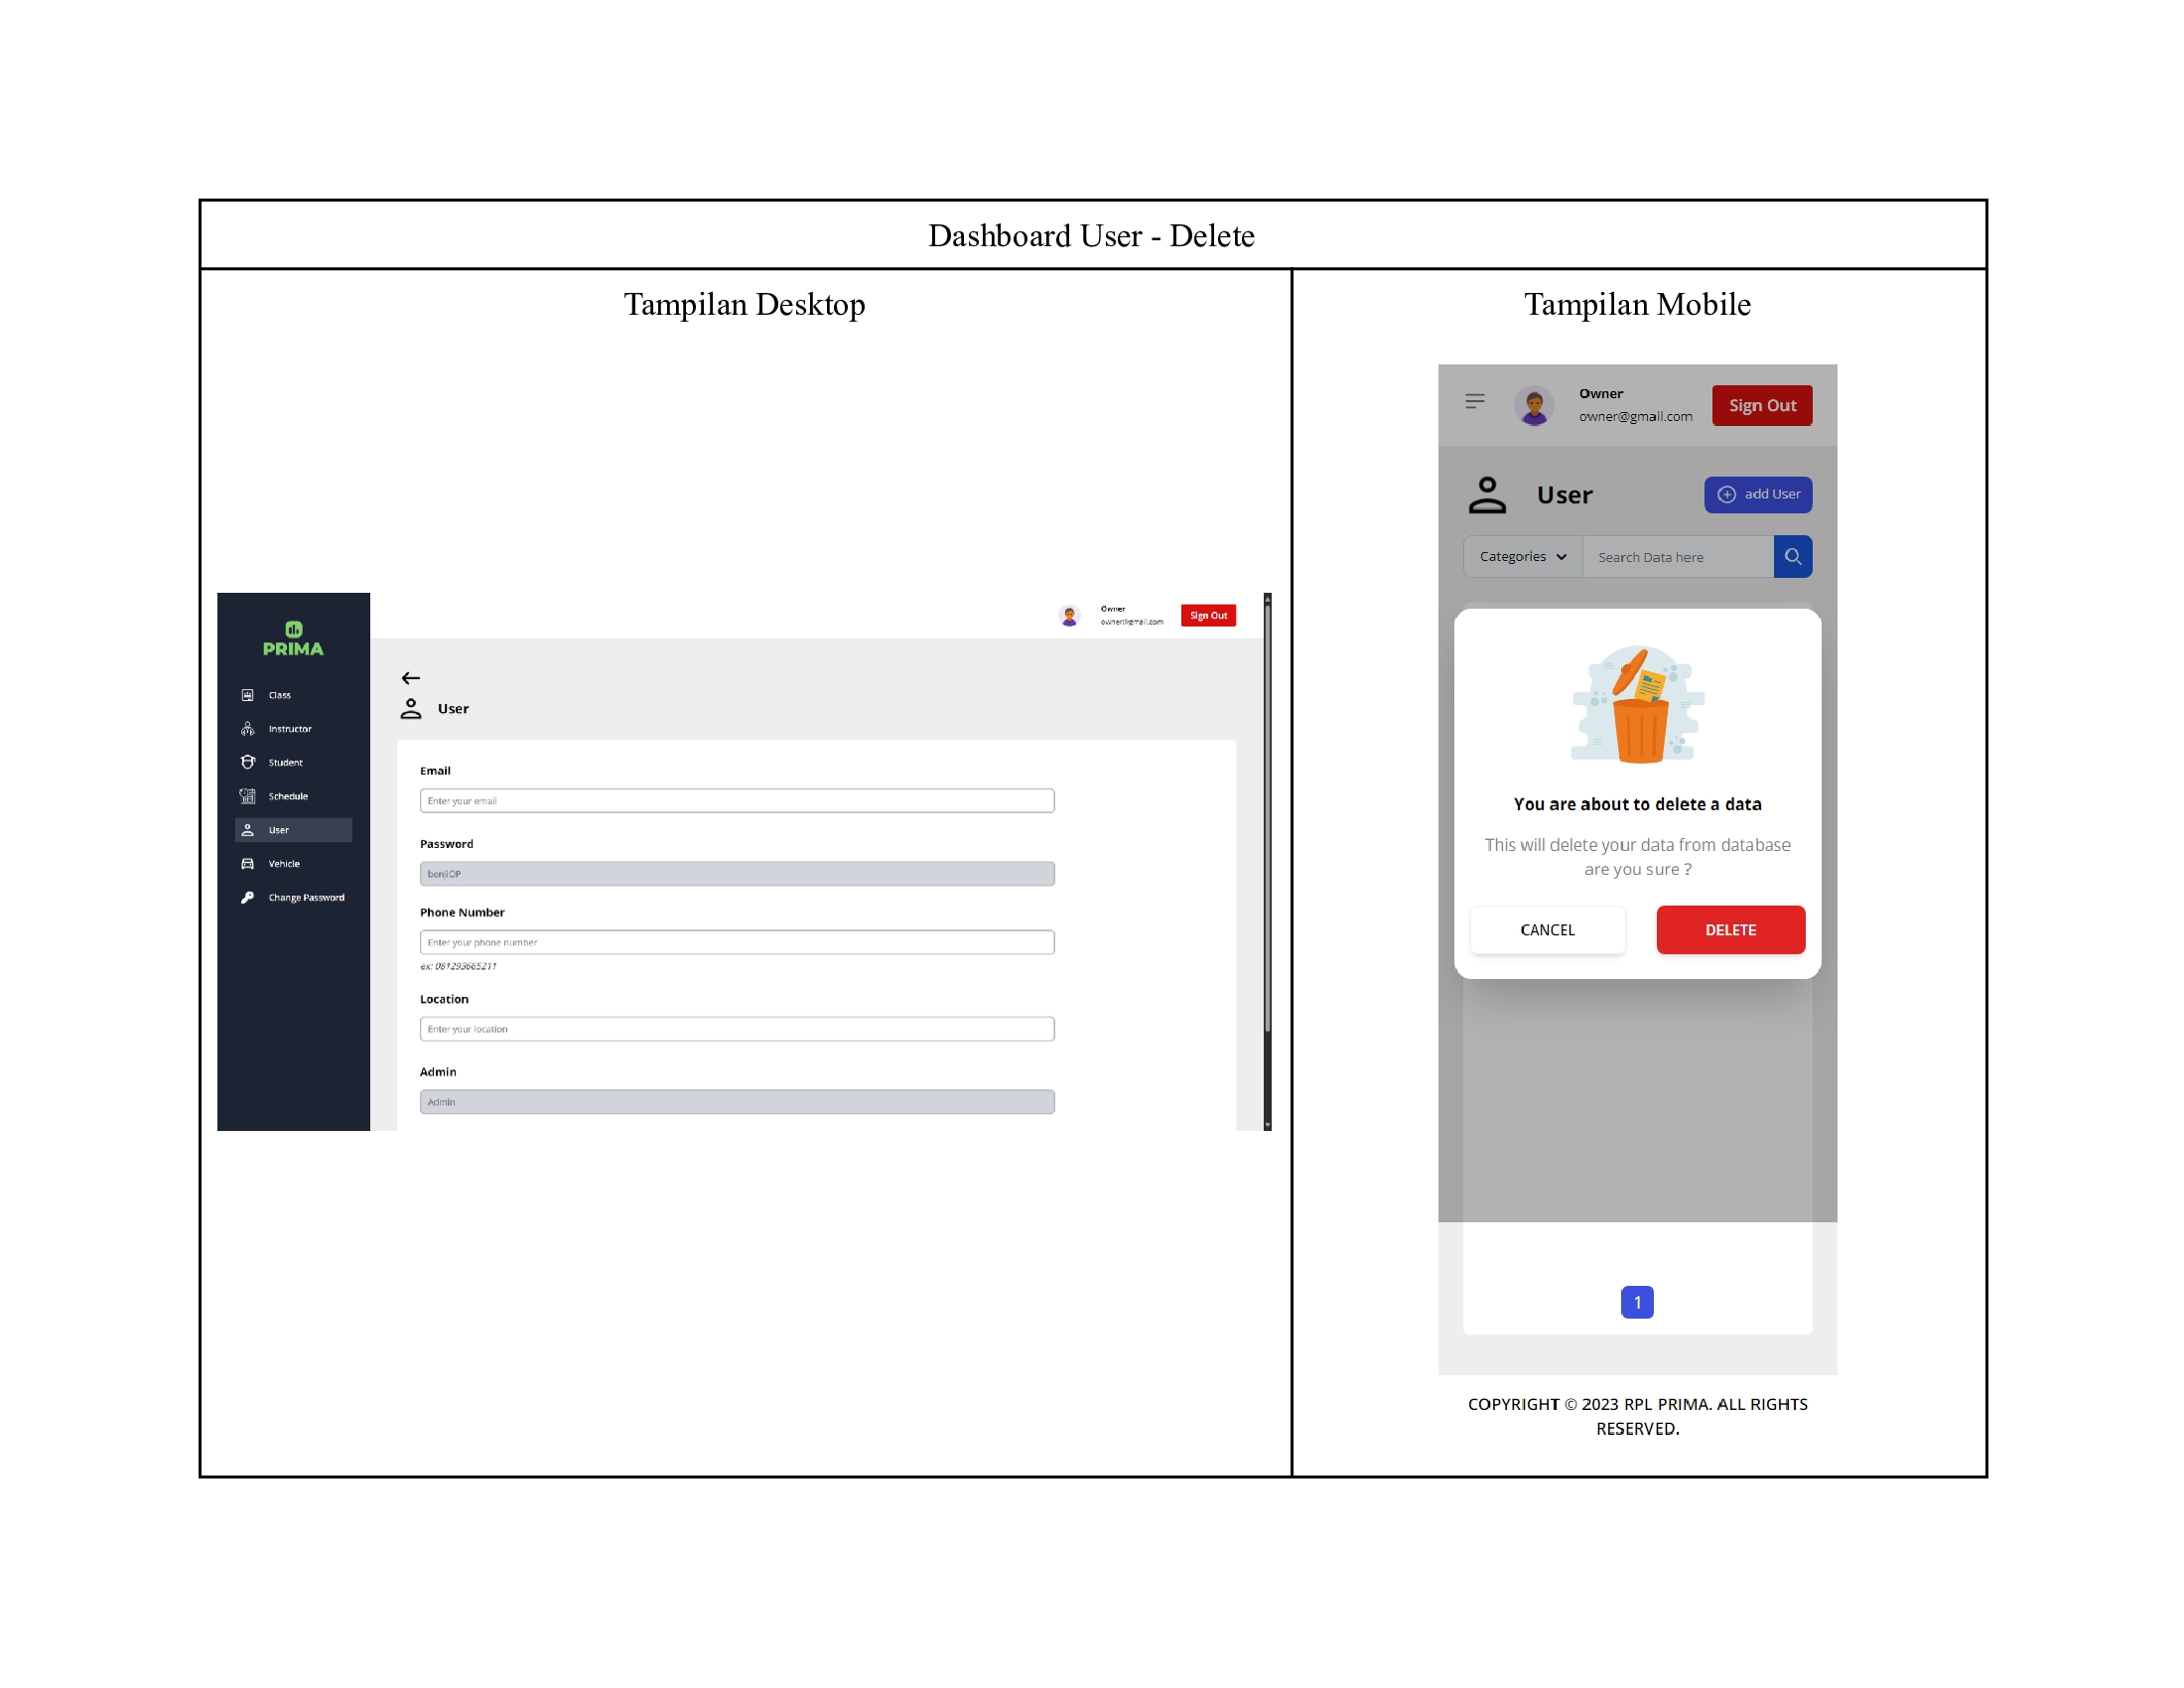 Dashboard User - Delete
Tampilan Desktop
Tampilan Mobile
PRIMA
Class
Instructor
Student
Schedule
User
Vehicle
Change Password
Owner
owner@gmail.com
Sign Out
User
Email
Enter your email
Password
benjiOP
Phone Number
Enter your phone number
ex: 081293665211
Location
Enter your location
Admin
Admin
Owner
owner@gmail.com
Sign Out
User
add User
Categories
Search Data here
You are about to delete a data
This will delete your data from database
are you sure ?
CANCEL
DELETE
1
COPYRIGHT © 2023 RPL PRIMA. ALL RIGHTS
RESERVED.